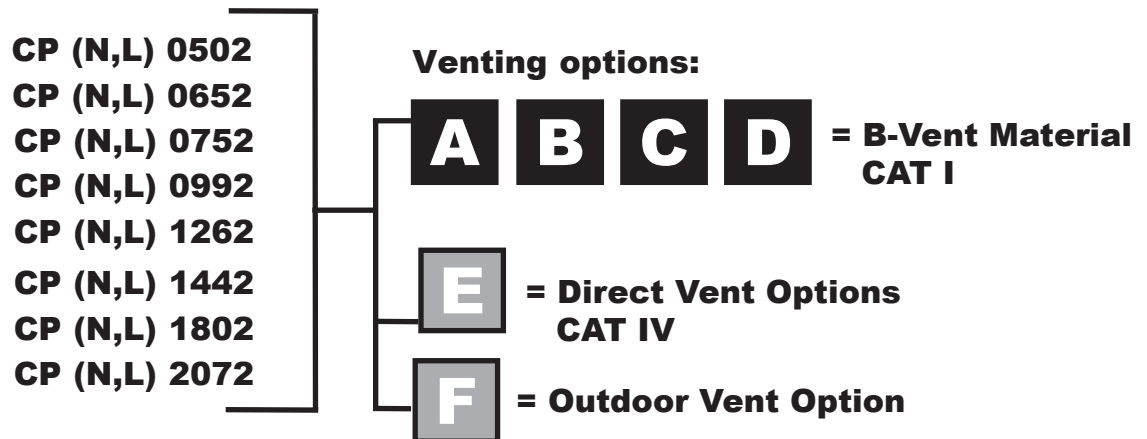 CP (N,L) 0502
CP (N,L) 0652
CP (N,L) 0752
CP (N,L) 0992
CP (N,L) 1262
CP (N,L) 1442
CP (N,L) 1802
CP (N,L) 2072
Venting options:
A B C D = B-Vent Material
CAT I
E = Direct Vent Options
CAT IV
F = Outdoor Vent Option